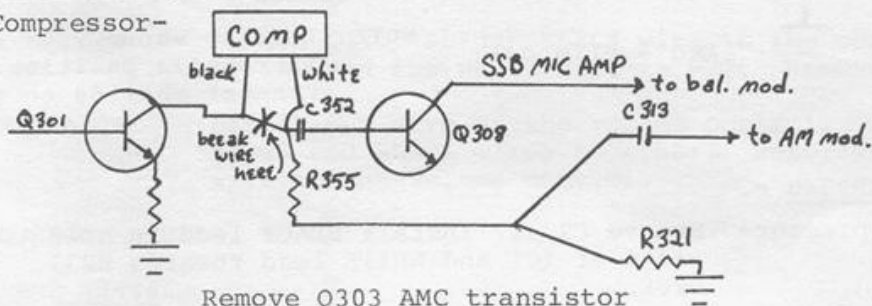 Compressor-
COMP
black
white
SSB MIC AMP
to bal. mod.
C352
C313
Q301
Q308
to AM mod.
break
WIRE
HERE
R355
R321
Remove Q303 AMC transistor